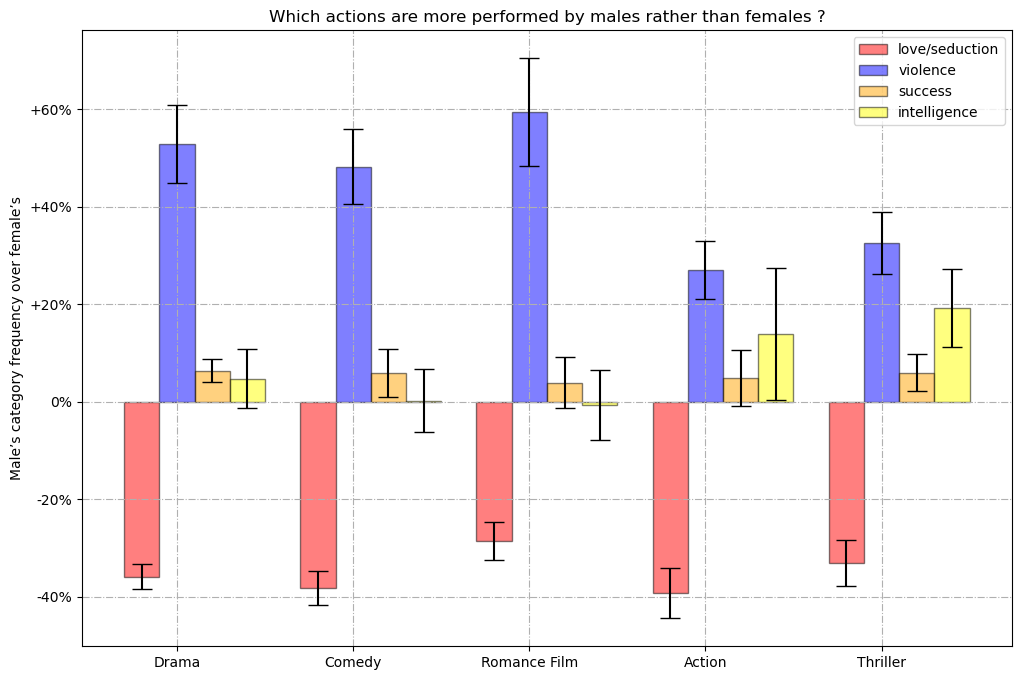 Which actions are more performed by males rather than females ?
love/seduction
violence
success
intelligence
Male’s category frequency over female’s
+60%
+40%
+20%
0%
-20%
-40%
Drama
Comedy
Romance Film
Action
Thriller